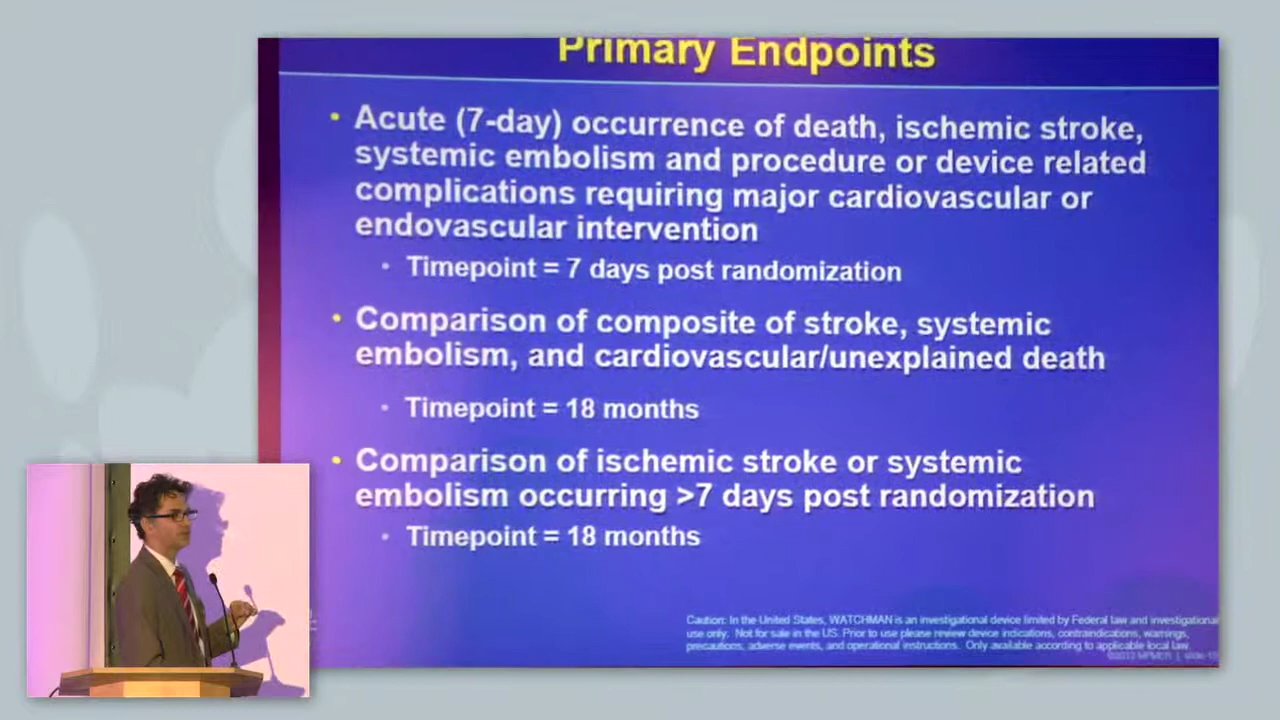 Primary Endpoints
• Acute (7-day) occurrence of death, ischemic stroke,
systemic embolism and procedure or device related
complications requiring major cardiovascular or
endovascular intervention
• Timepoint = 7 days post randomization
• Comparison of composite of stroke, systemic
embolism, and cardiovascular/unexplained death
• Timepoint = 18 months
• Comparison of ischemic stroke or systemic
embolism occurring >7 days post randomization
• Timepoint = 18 months
Caution: In the United States, WATCHMAN is an investigational device limited by Federal law and investigational
use only. Not for sale in the US. Prior to use please review device indications, contraindications, warnings,
precautions, adverse events, and operational instructions. Only available according to applicable local law.